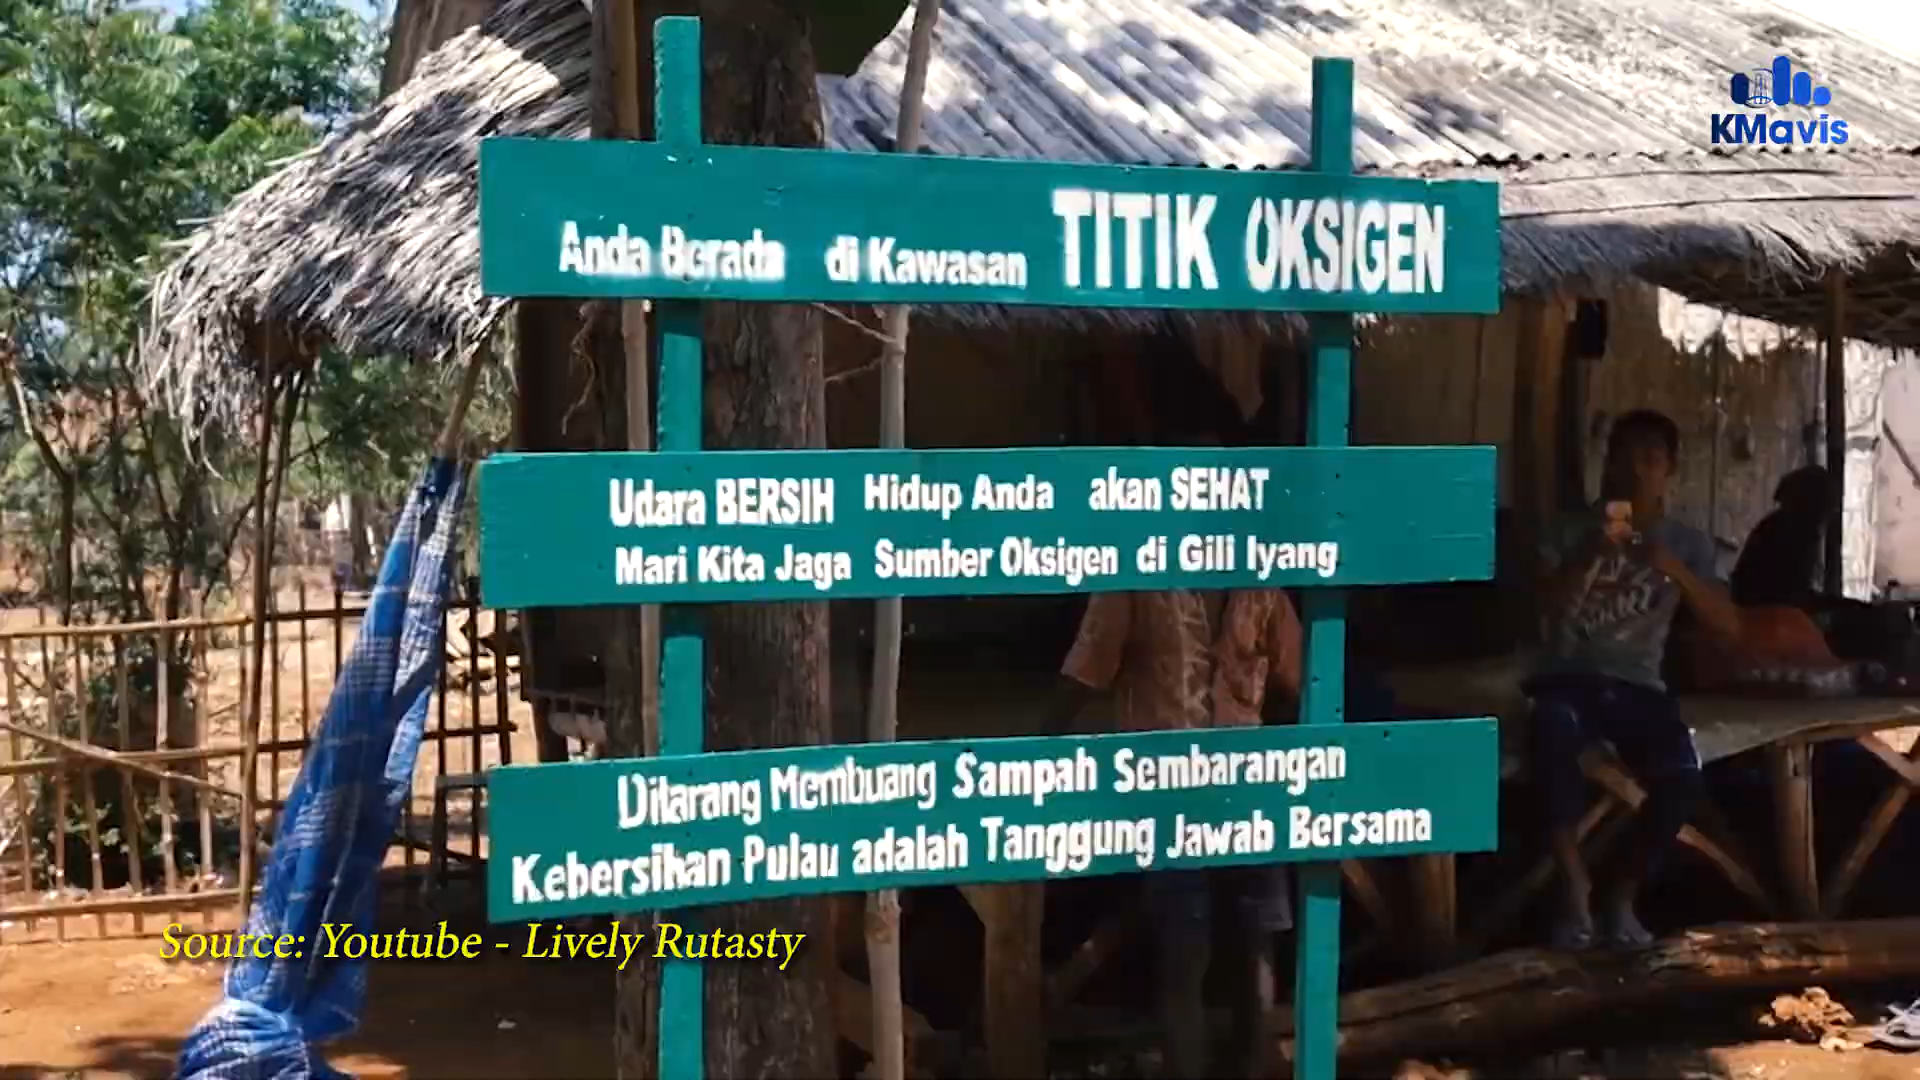 KMavis
Anda Berada di Kawasan TITIK OKSIGEN
Udara BERSIH Hidup Anda akan SEHAT
Mari Kita Jaga Sumber Oksigen di Gili Iyang
Dilarang Membuang Sampah Sembarangan
Kebersihan Pulau adalah Tanggung Jawab Bersama
Source: Youtube - Lively Rutasty